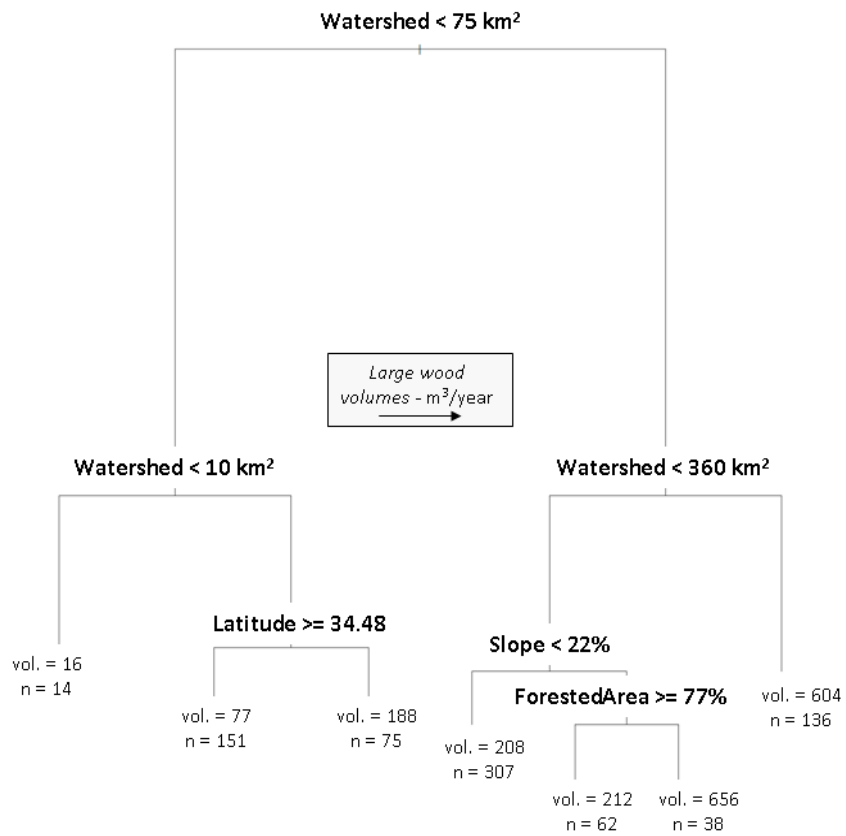 Watershed < 75 km²
Large wood
volumes - m³/year
Watershed < 10 km²
Watershed < 360 km²
Latitude >= 34.48
Slope < 22%
vol. = 16
n = 14
ForestedArea >= 77%
vol. = 604
n = 136
vol. = 77
n = 151
vol. = 188
n = 75
vol. = 208
n = 307
vol. = 212
n = 62
vol. = 656
n = 38